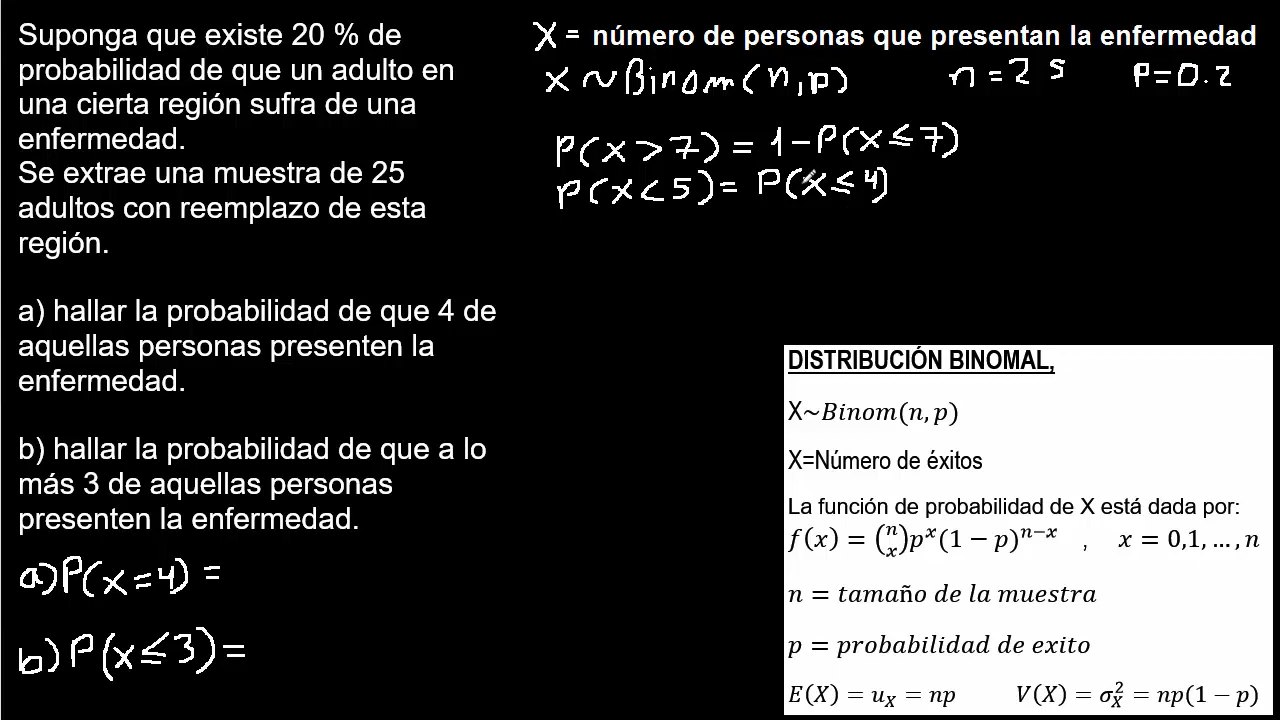 Suponga que existe 20 % de
probabilidad de que un adulto en
una cierta región sufra de una
enfermedad.
Se extrae una muestra de 25
adultos con reemplazo de esta
región.
a) hallar la probabilidad de que 4 de
aquellas personas presenten la
enfermedad.
b) hallar la probabilidad de que a lo
más 3 de aquellas personas
presenten la enfermedad.
a) P(x=4) =
b) P(x≤3)=
X = número de personas que presentan la enfermedad
X ~ Binom(n,p) n=25 P=0.2
P(x>7) = 1-P(x≤7)
P(x<5)= P(x≤4)
DISTRIBUCIÓN BINOMAL,
X~Binom(n, p)
X=Número de éxitos
La función de probabilidad de X está dada por:
f(x) = (n x) p^x (1 − p)^{n−x} , x = 0,1, … , n
n = tamaño de la muestra
p = probabilidad de exito
E(X) = u_X = np V(X) = σ_X^2 = np(1 − p)